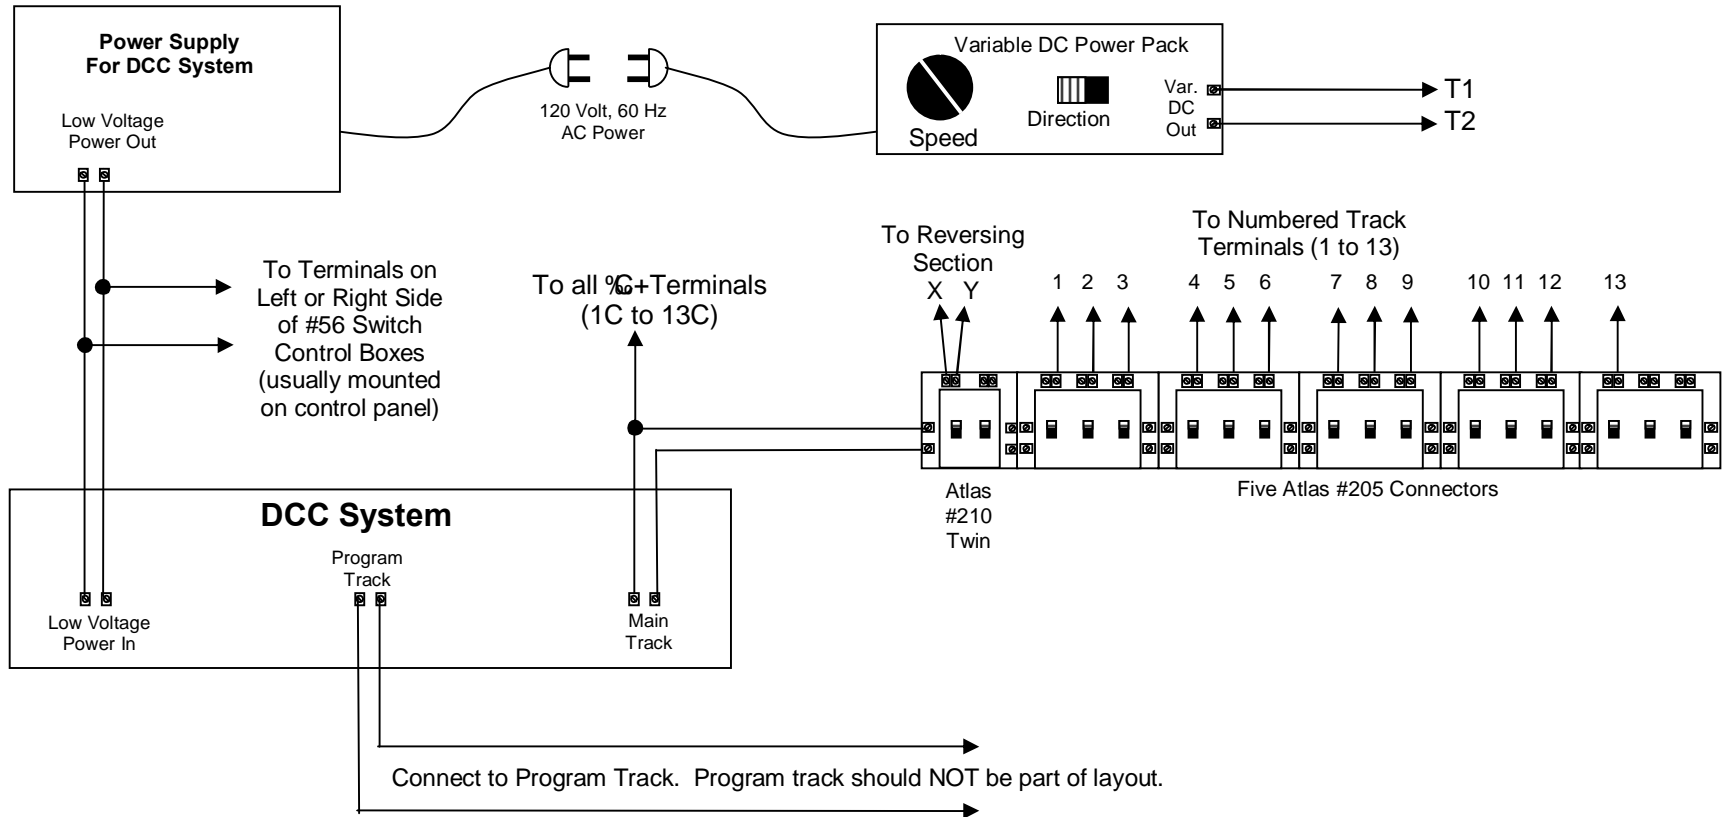 Power Supply
For DCC System
Low Voltage
Power Out
120 Volt, 60 Hz
AC Power
Variable DC Power Pack
Speed
Direction
Var.
DC
Out
T1
T2
To Terminals on
Left or Right Side
of #56 Switch
Control Boxes
(usually mounted
on control panel)
To all %C+Terminals
(1C to 13C)
To Reversing
Section
X Y
To Numbered Track
Terminals (1 to 13)
1 2 3 4 5 6 7 8 9 10 11 12 13
Atlas
#210
Twin
Five Atlas #205 Connectors
DCC System
Program
Track
Low Voltage
Power In
Main
Track
Connect to Program Track. Program track should NOT be part of layout.